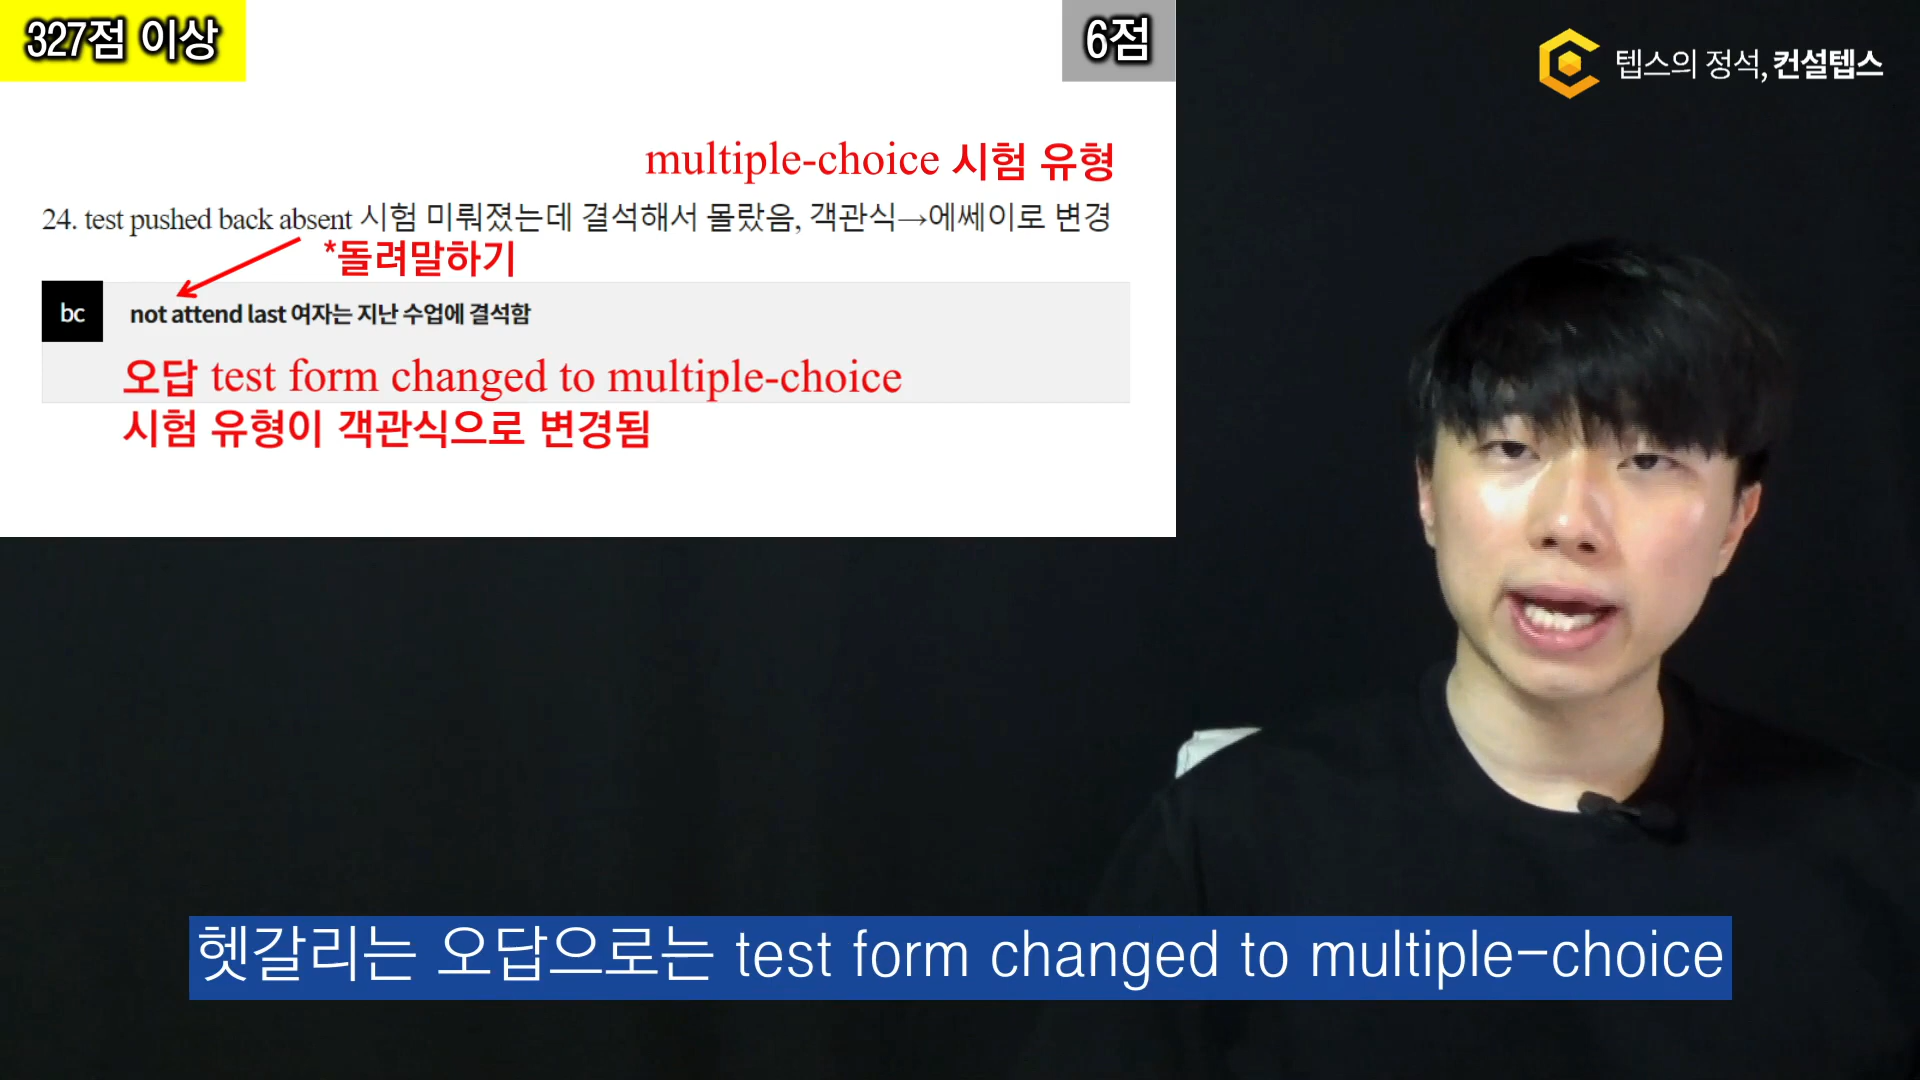 327점 이상
6점
텝스의 정석, 컨설텝스
multiple-choice 시험 유형
24. test pushed back absent 시험 미뤄졌는데 결석해서 몰랐음, 객관식→에쎄이로 변경
*돌려말하기
bc
not attend last 여자는 지난 수업에 결석함
오답 test form changed to multiple-choice
시험 유형이 객관식으로 변경됨
헷갈리는 오답으로는 test form changed to multiple-choice